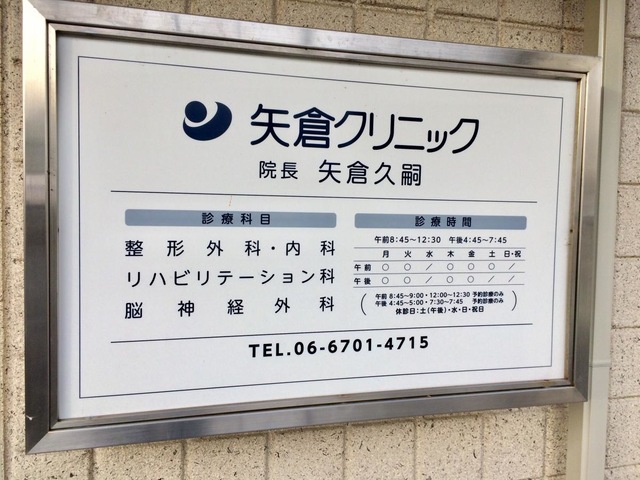 矢倉クリニック
院長 矢倉久嗣
診療科目
整形外科・内科
リハビリテーション科
脳神経外科
診療時間
午前8:45〜12:30 午後4:45〜7:45
月 火 水 木 金 土 日・祝
午前 ○ ○ / ○ ○ ○ /
午後 ○ ○ / ○ ○ / /
午前 8:45〜9:00・12:00〜12:30 予約診療のみ
午後 4:45〜5:00・7:30〜7:45 予約診療のみ
休診日:土(午後)・水・日・祝日
TEL.06-6701-4715